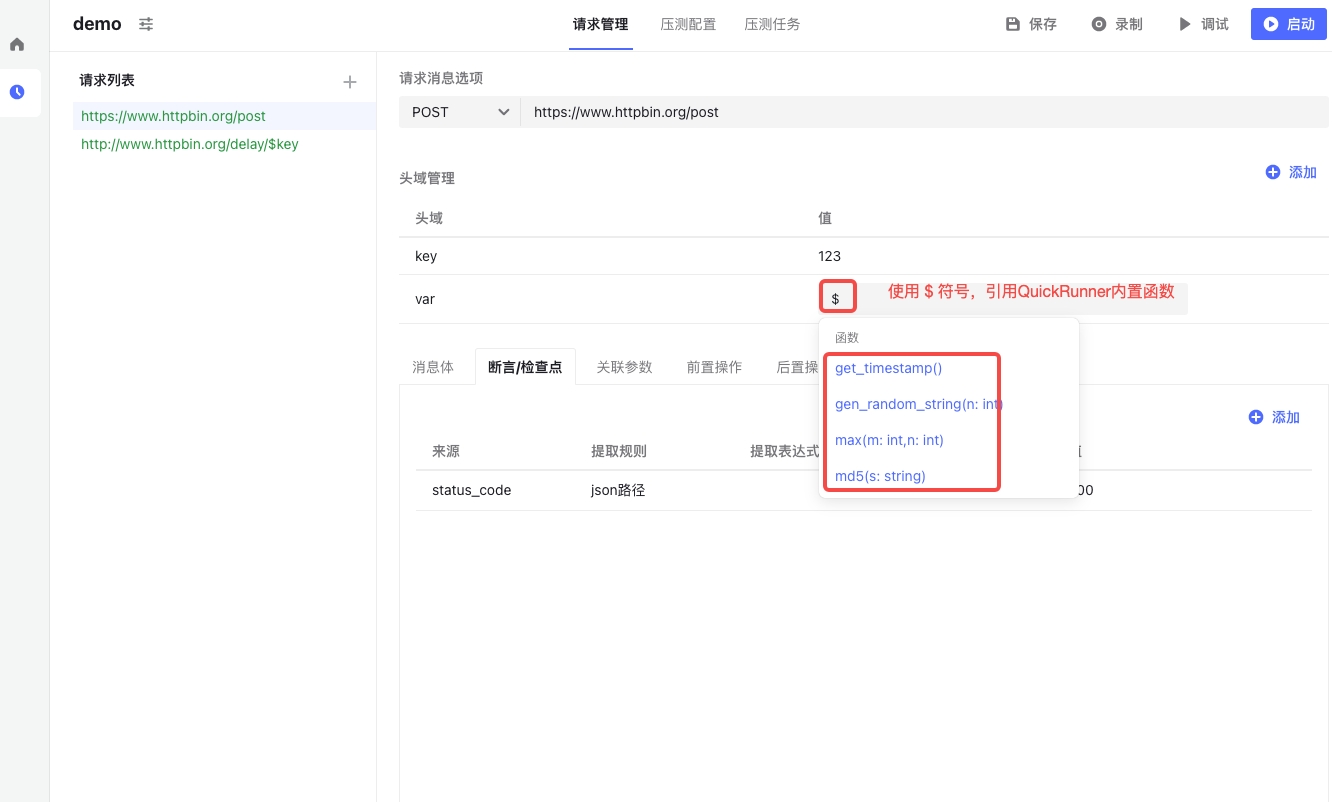 demo
请求管理
压测配置
压测任务
保存
录制
调试
启动
请求列表
https://www.httpbin.org/post
http://www.httpbin.org/delay/$key
请求消息选项
POST
https://www.httpbin.org/post
头域管理
添加
头域
值
key
123
var
$
使用 $ 符号，引用QuickRunner内置函数
函数
get_timestamp()
gen_random_string(n: int)
max(m: int,n: int)
md5(s: string)
消息体
断言/检查点
关联参数
前置操作
后置操
添加
来源
提取规则
提取表达式
status_code
json路径
00